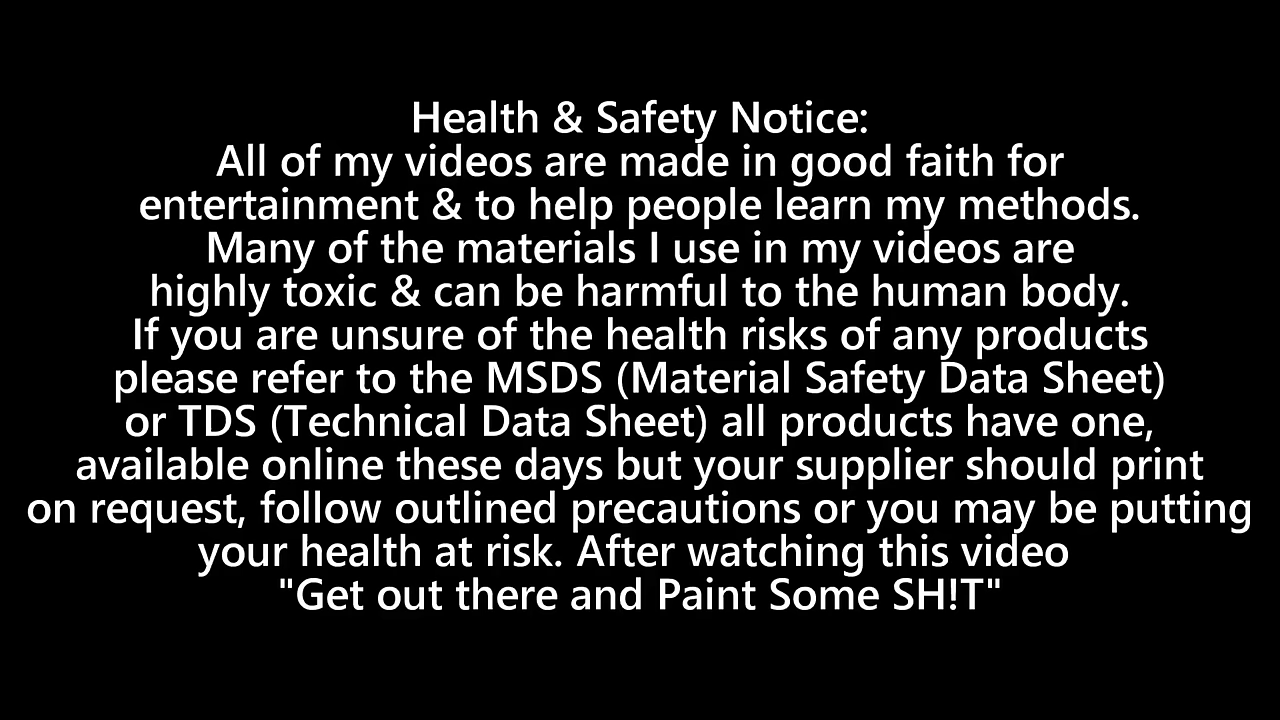 Health & Safety Notice:
All of my videos are made in good faith for
entertainment & to help people learn my methods.
Many of the materials I use in my videos are
highly toxic & can be harmful to the human body.
If you are unsure of the health risks of any products
please refer to the MSDS (Material Safety Data Sheet)
or TDS (Technical Data Sheet) all products have one,
available online these days but your supplier should print
on request, follow outlined precautions or you may be putting
your health at risk. After watching this video
"Get out there and Paint Some SH!T"